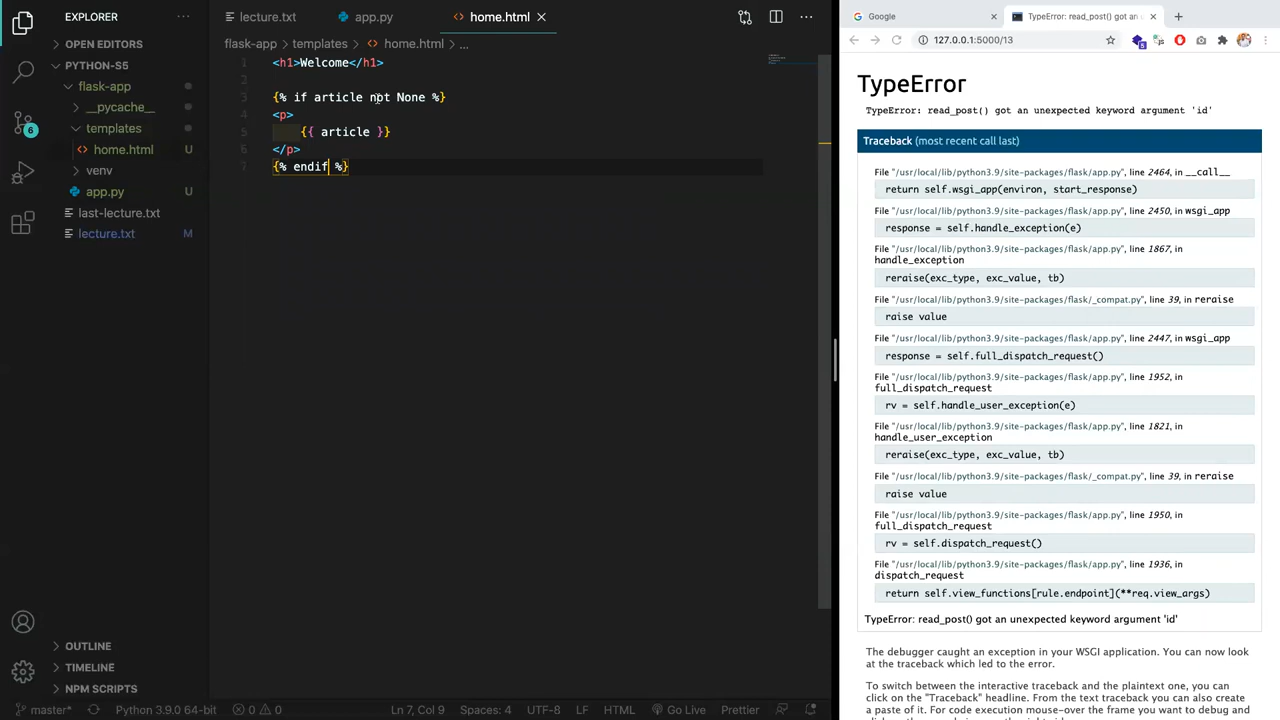 EXPLORER
OPEN EDITORS
PYTHON-S5
flask-app
__pycache__
templates
home.html U
venv
app.py U
last-lecture.txt
lecture.txt M
6
OUTLINE
TIMELINE
NPM SCRIPTS
lecture.txt app.py home.html
flask-app templates home.html ...
1 <h1>Welcome</h1>
2
3 {% if article not None %}
4 <p>
5 {{ article }}
6 </p>
7 {% endif %}
master* Python 3.9.0 64-bit 0 0 Ln 7, Col 9 Spaces: 4 UTF-8 LF HTML Go Live Prettier
Google
127.0.0.1:5000/13
5
TypeError
TypeError: read_post() got an unexpected keyword argument 'id'
Traceback (most recent call last)
File "/usr/local/lib/python3.9/site-packages/flask/app.py", line 2464, in __call__
return self.wsgi_app(environ, start_response)
File "/usr/local/lib/python3.9/site-packages/flask/app.py", line 2450, in wsgi_app
response = self.handle_exception(e)
File "/usr/local/lib/python3.9/site-packages/flask/app.py", line 1867, in
handle_exception
reraise(exc_type, exc_value, tb)
File "/usr/local/lib/python3.9/site-packages/flask/_compat.py", line 39, in reraise
raise value
File "/usr/local/lib/python3.9/site-packages/flask/app.py", line 2447, in wsgi_app
response = self.full_dispatch_request()
File "/usr/local/lib/python3.9/site-packages/flask/app.py", line 1952, in
full_dispatch_request
rv = self.handle_user_exception(e)
File "/usr/local/lib/python3.9/site-packages/flask/app.py", line 1821, in
handle_user_exception
reraise(exc_type, exc_value, tb)
File "/usr/local/lib/python3.9/site-packages/flask/_compat.py", line 39, in reraise
raise value
File "/usr/local/lib/python3.9/site-packages/flask/app.py", line 1950, in
full_dispatch_request
rv = self.dispatch_request()
File "/usr/local/lib/python3.9/site-packages/flask/app.py", line 1936, in
dispatch_request
return self.view_functions[rule.endpoint](**req.view_args)
TypeError: read_post() got an unexpected keyword argument 'id'
The debugger caught an exception in your WSGI application. You can now look
at the traceback which led to the error.
To switch between the interactive traceback and the plaintext one, you can
click on the "Traceback" headline. From the text traceback you can also create
a paste of it. For code execution mouse-over the frame you want to debug and